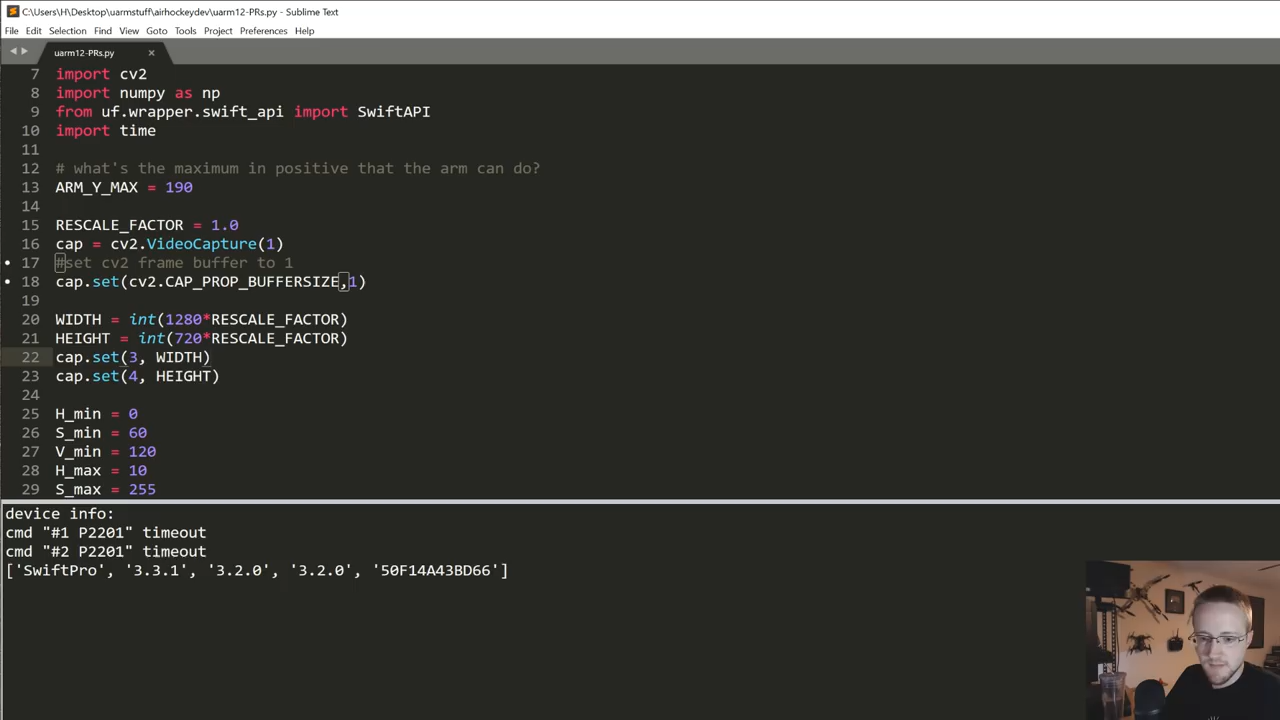 C:\Users\H\Desktop\uarmstuff\airhockeydev\uarm12-PRs.py - Sublime Text
File Edit Selection Find View Goto Tools Project Preferences Help
uarm12-PRs.py
7 import cv2
8 import numpy as np
9 from uf.wrapper.swift_api import SwiftAPI
10 import time
11
12 # what's the maximum in positive that the arm can do?
13 ARM_Y_MAX = 190
14
15 RESCALE_FACTOR = 1.0
16 cap = cv2.VideoCapture(1)
17 #set cv2 frame buffer to 1
18 cap.set(cv2.CAP_PROP_BUFFERSIZE,1)
19
20 WIDTH = int(1280*RESCALE_FACTOR)
21 HEIGHT = int(720*RESCALE_FACTOR)
22 cap.set(3, WIDTH)
23 cap.set(4, HEIGHT)
24
25 H_min = 0
26 S_min = 60
27 V_min = 120
28 H_max = 10
29 S_max = 255
device info:
cmd "#1 P2201" timeout
cmd "#2 P2201" timeout
['SwiftPro', '3.3.1', '3.2.0', '3.2.0', '50F14A43BD66']